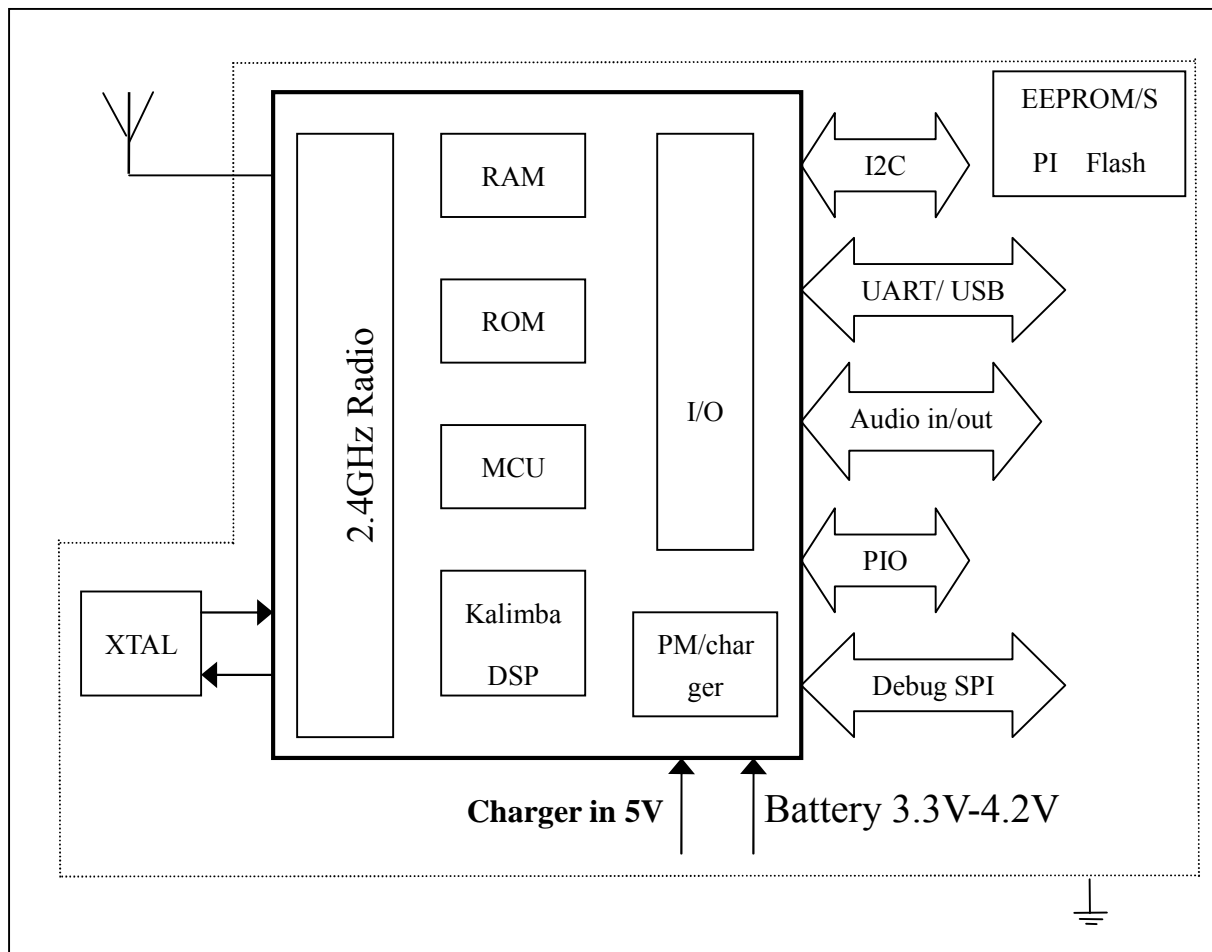 EEPROM/S
PI Flash
RAM
I2C
ROM
UART/ USB
2.4GHz Radio
I/O
Audio in/out
MCU
PIO
XTAL
Kalimba
DSP
PM/char
ger
Debug SPI
Charger in 5V
Battery 3.3V-4.2V